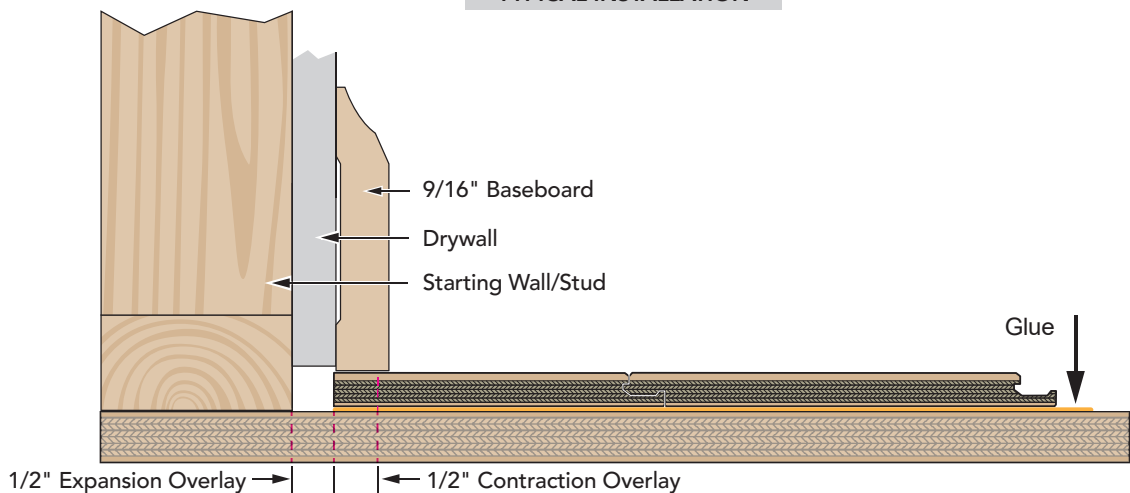 9/16" Baseboard
Drywall
Starting Wall/Stud
Glue
1/2" Expansion Overlay
1/2" Contraction Overlay